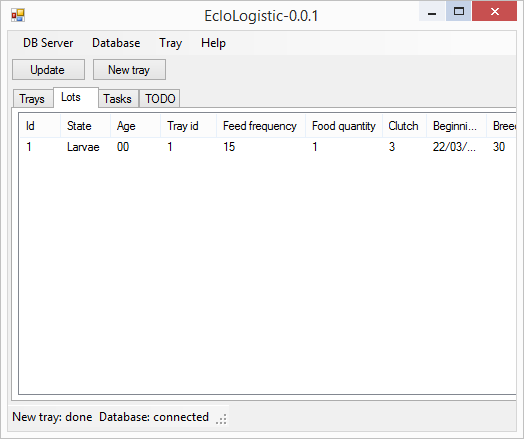 EcloLogistic-0.0.1
DB Server Database Tray Help
Update New tray
Trays Lots Tasks TODO
Id State Age Tray id Feed frequency Food quantity Clutch Beginni... Bree
1 Larvae 00 1 15 1 3 22/03/... 30
New tray: done Database: connected